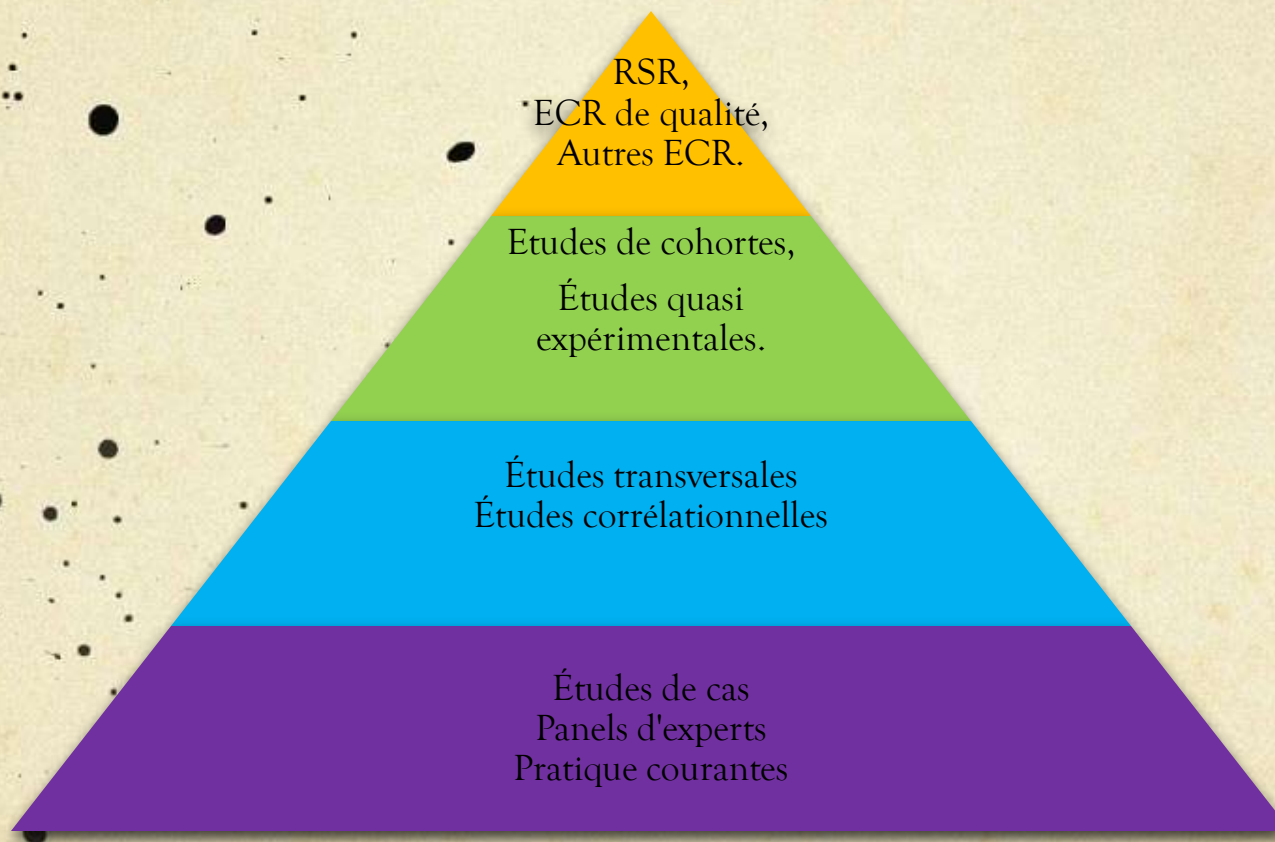 RSR,
ECR de qualité,
Autres ECR.
Etudes de cohortes,
Études quasi
expérimentales.
Études transversales
Études corrélationnelles
Études de cas
Panels d'experts
Pratique courantes